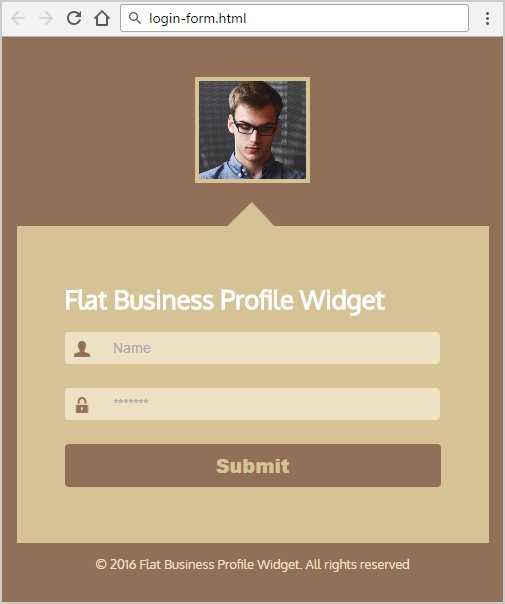 login-form.html
Flat Business Profile Widget
Name
*******
Submit
© 2016 Flat Business Profile Widget. All rights reserved